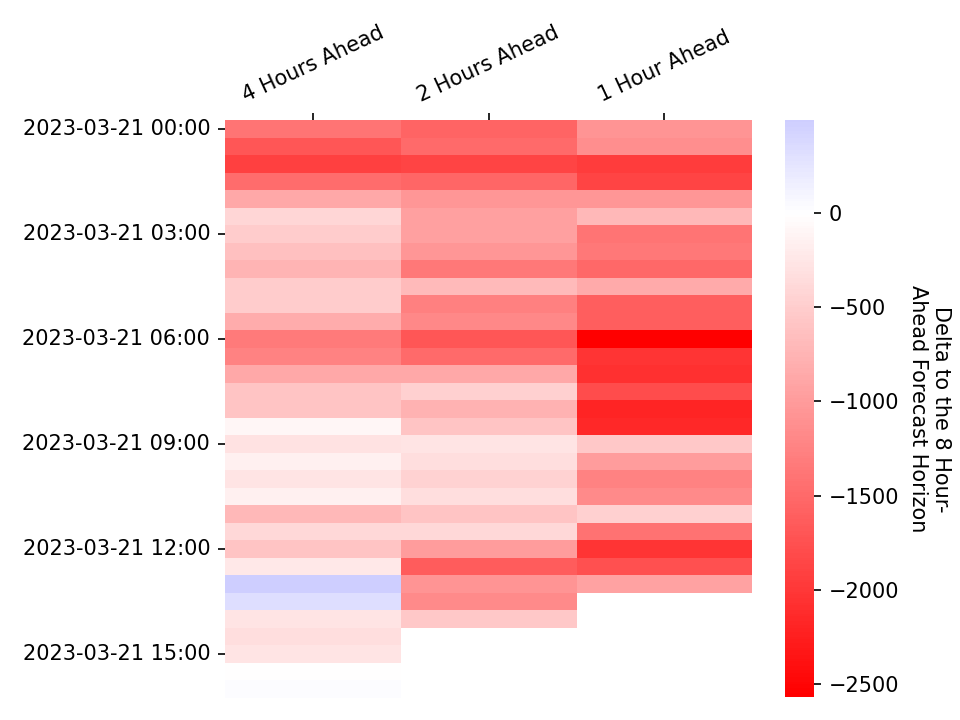 4 Hours Ahead
2 Hours Ahead
1 Hour Ahead
2023-03-21 00:00
2023-03-21 03:00
2023-03-21 06:00
2023-03-21 09:00
2023-03-21 12:00
2023-03-21 15:00
0
−500
−1000
−1500
−2000
−2500
Delta to the 8 Hour-
Ahead Forecast Horizon